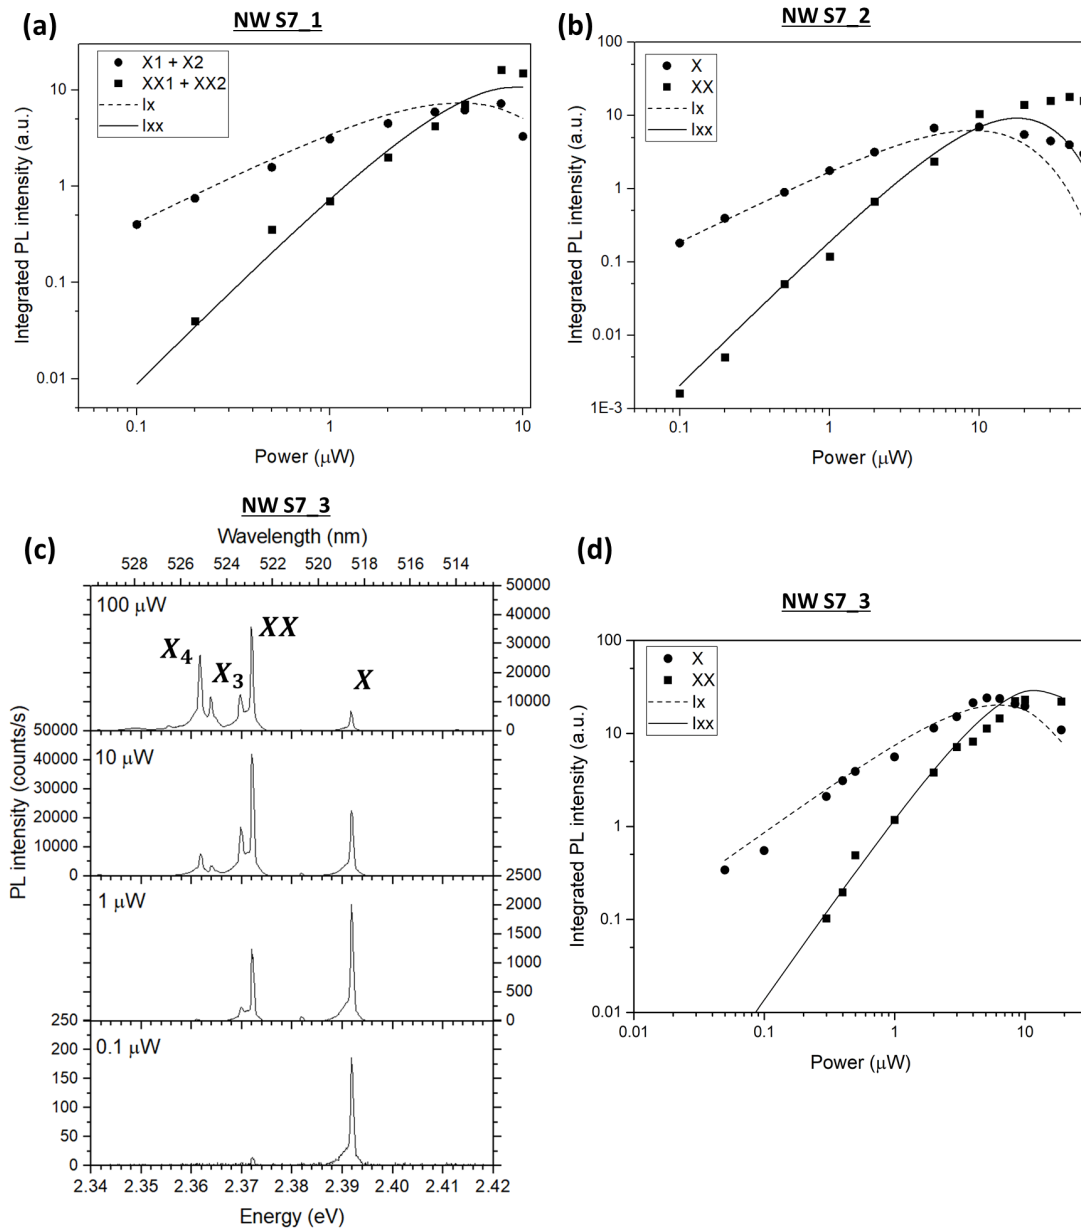 (a)
NW S7_1
X1 + X2
XX1 + XX2
Ix
Ixx
10
1
0.1
0.01
Integrated PL intensity (a.u.)
0.1
1
10
Power (μW)
(b)
NW S7_2
X
XX
Ix
Ixx
100
10
1
0.1
0.01
1E-3
Integrated PL intensity (a.u.)
0.1
1
10
Power (μW)
(c)
NW S7_3
Wavelength (nm)
528
526
524
522
520
518
516
514
100 μW
X₄
X₃
XX
X
50000
40000
30000
20000
10000
0
10 μW
50000
40000
30000
20000
10000
0
1 μW
2500
2000
1500
1000
500
0
0.1 μW
250
200
150
100
50
0
PL intensity (counts/s)
2.34
2.35
2.36
2.37
2.38
2.39
2.40
2.41
2.42
Energy (eV)
(d)
NW S7_3
X
XX
Ix
Ixx
100
10
1
0.1
0.01
Integrated PL intensity (a.u.)
0.01
0.1
1
10
Power (μW)